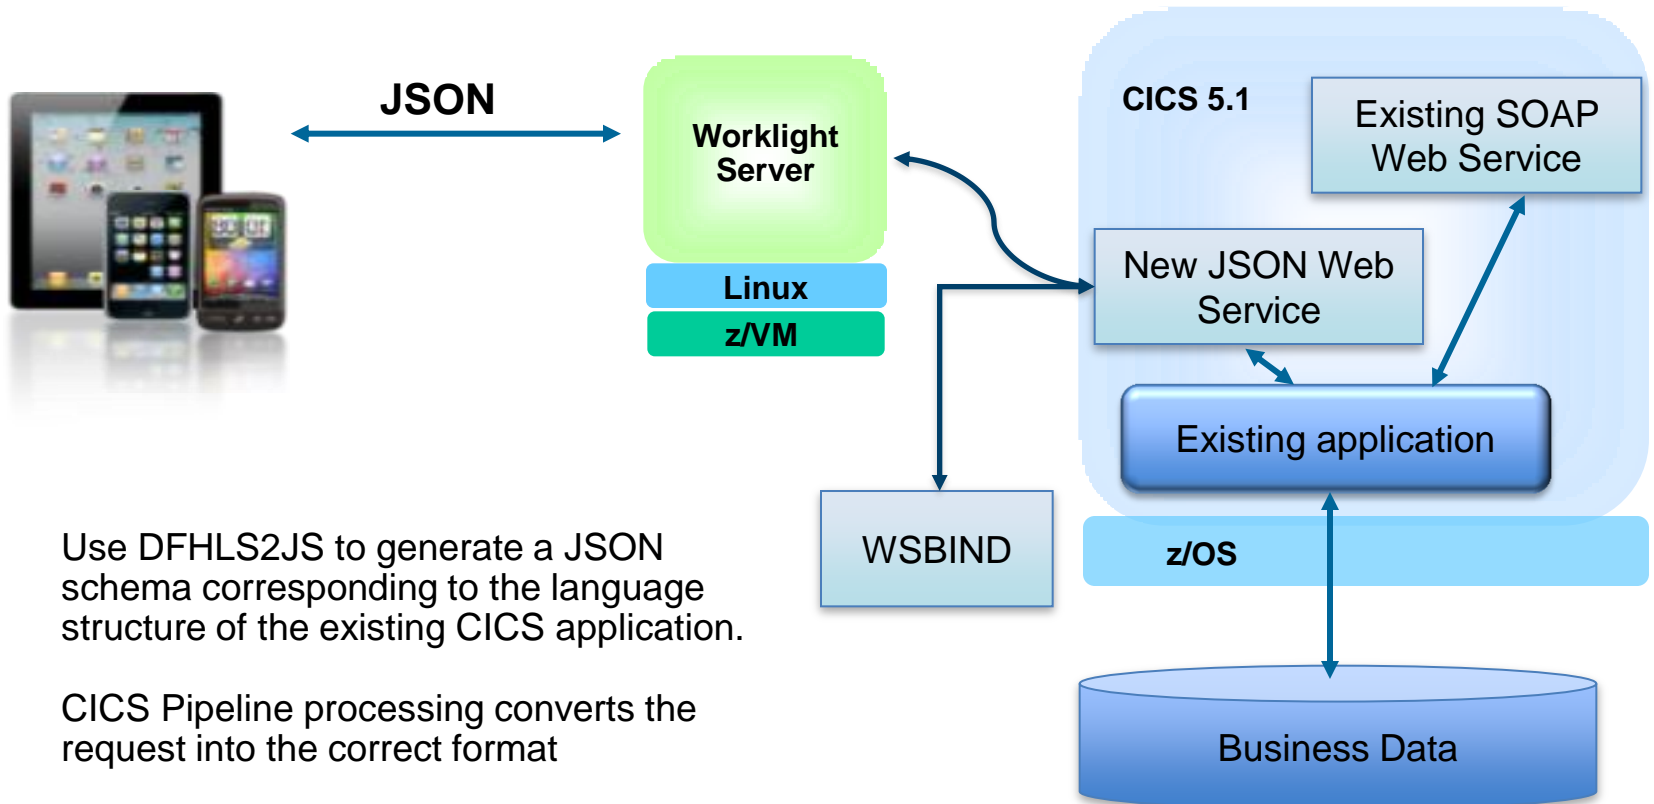 JSON
Worklight
Server
Linux
z/VM
CICS 5.1
Existing SOAP
Web Service
New JSON Web
Service
Existing application
WSBIND
z/OS
Business Data
Use DFHLS2JS to generate a JSON
schema corresponding to the language
structure of the existing CICS application.
CICS Pipeline processing converts the
request into the correct format